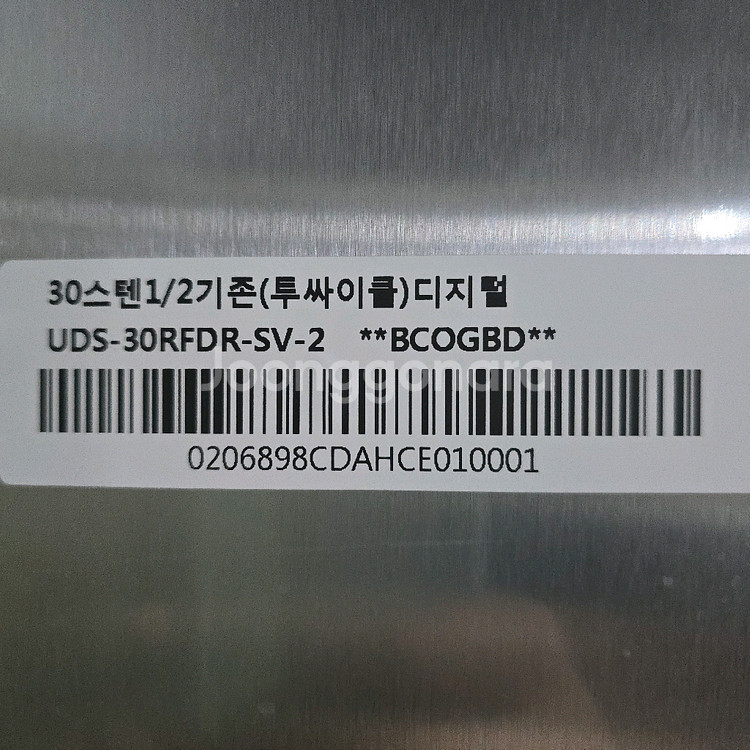 30스텐1/2기존(투싸이클)디지털
UDS-30RFDR-SV-2 **BCOGBD**
Joonggonara
0206898CDAHCE010001